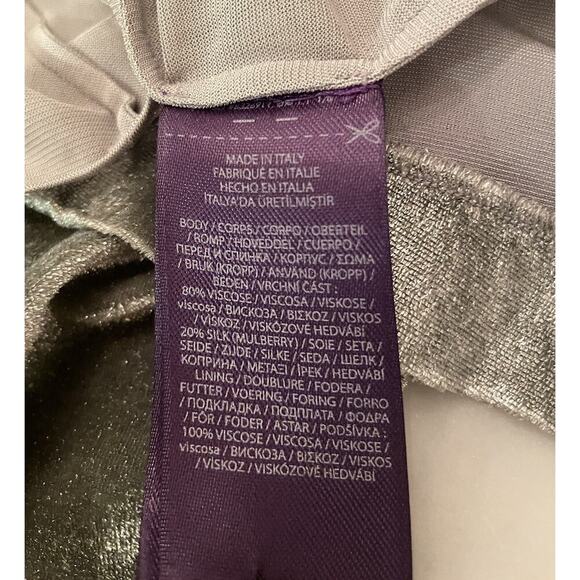 MADE IN ITALY
FABRIQUÉ EN ITALIE
HECHO EN ITALIA
İTALYA'DA ÜRETİLMİŞTİR
BODY / CORPS / CORPO / OBERTEIL
/ ROMP / HOVEDDEL / CUERPO /
ПЕРЕД И СПИНКА / КОРПУС / ΣΩΜΑ
/ BRUK (KROPP) / ANVÄND (KROPP) /
BEDEN / VRCHNÍ ČÁST :
80% VISCOSE / VISCOSA / VISKOSE /
viscosa / ВИСКОЗА / ΒΙΣΚΟΖ / VISKOS
/ VİSKOZ / VISKÓZOVÉ HEDVÁBÍ
20% SILK (MULBERRY) / SOIE / SETA /
SEIDE / ZIJDE / SILKE / SEDA / ШЕЛК /
КОПРИНА / ΜΕΤΑΞΙ / İPEK / HEDVÁBÍ
LINING / DOUBLURE / FODERA /
FUTTER / VOERING / FORING / FORRO
/ ПОДКЛАДКА / ПОДПЛАТА / ΦΟΔΡΑ
/ FÔR / FODER / ASTAR / PODŠÍVKA :
100% VISCOSE / VISCOSA / VISKOSE /
viscosa / ВИСКОЗА / ΒΙΣΚΟΖ / VISKOS
/ VİSKOZ / VISKÓZOVÉ HEDVÁBÍ